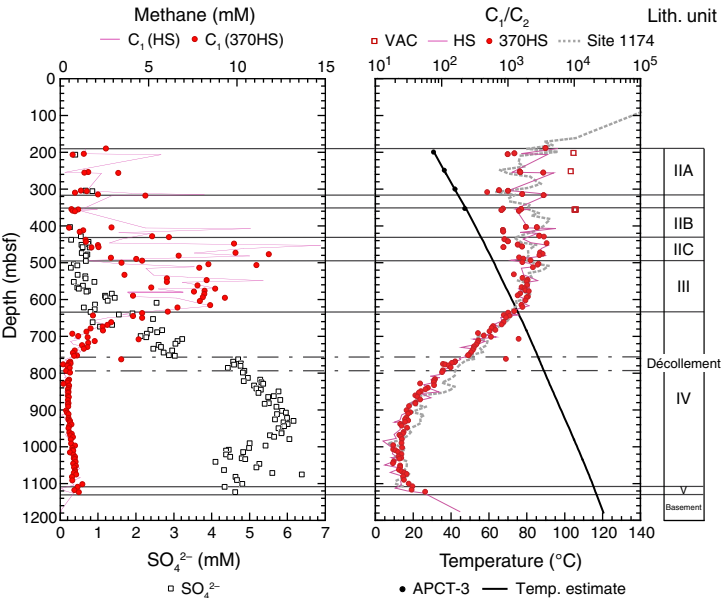 Methane (mM)
C₁/C₂
Lith. unit
C₁ (HS) C₁ (370HS)
VAC HS 370HS Site 1174
0 5 10 15
10¹ 10² 10³ 10⁴ 10⁵
0
100
200
300
400
500
600
700
800
900
1000
1100
1200
Depth (mbsf)
IIA
IIB
IIC
III
Décollement
IV
V
Basement
0 1 2 3 4 5 6 7
0 20 40 60 80 100 120 140
SO₄²⁻ (mM)
Temperature (°C)
SO₄²⁻
APCT-3 Temp. estimate